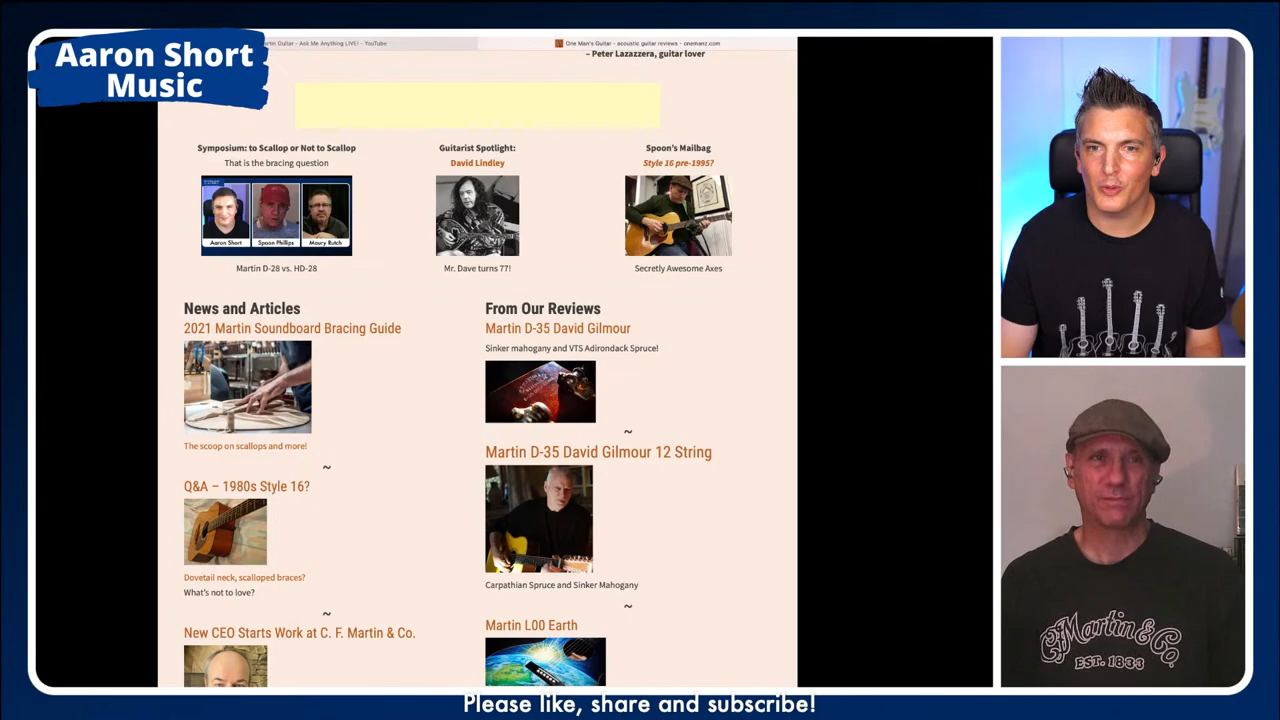 Aaron Short
Music
artin Guitar - Ask Me Anything LIVE! - YouTube
One Man's Guitar - acoustic guitar reviews - onemanz.com
– Peter Lazazzera, guitar lover
Symposium: to Scallop or Not to Scallop
That is the bracing question
Aaron Short
Spoon Phillips
Maury Rutch
Martin D-28 vs. HD-28
Guitarist Spotlight:
David Lindley
Mr. Dave turns 77!
Spoon's Mailbag
Style 16 pre-1995?
Secretly Awesome Axes
News and Articles
2021 Martin Soundboard Bracing Guide
The scoop on scallops and more!
~
Q&A – 1980s Style 16?
Dovetail neck, scalloped braces?
What's not to love?
~
New CEO Starts Work at C. F. Martin & Co.
From Our Reviews
Martin D-35 David Gilmour
Sinker mahogany and VTS Adirondack Spruce!
~
Martin D-35 David Gilmour 12 String
Carpathian Spruce and Sinker Mahogany
~
Martin L00 Earth
CF Martin & Co.
EST. 1833
Please like, share and subscribe!